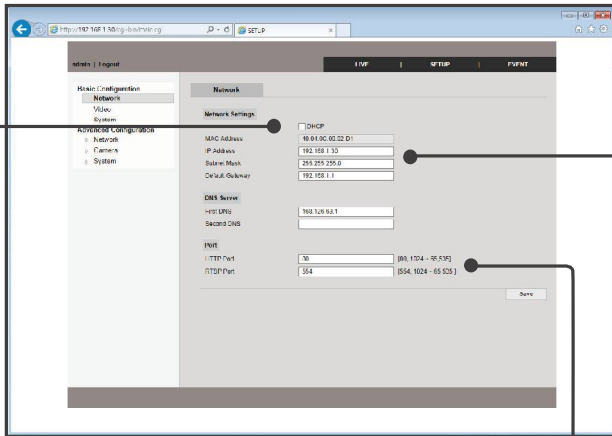 http://192.168.1.30/cgi-bin/main.cgi
SETUP
admin | Logout
LIVE | SETUP | EVENT
Basic Configuration
Network
Video
System
Advanced Configuration
Network
Camera
System
Network
Network Settings
DHCP
MAC Address
IP Address 192.168.1.30
Subnet Mask 255.255.255.0
Default Gateway 192.168.1.1
DNS Server
First DNS 168.126.63.1
Second DNS
Port
HTTP Port 80 [80, 1024 ~ 65,535]
RTSP Port 554 [554, 1024 ~ 65,535 ]
Save